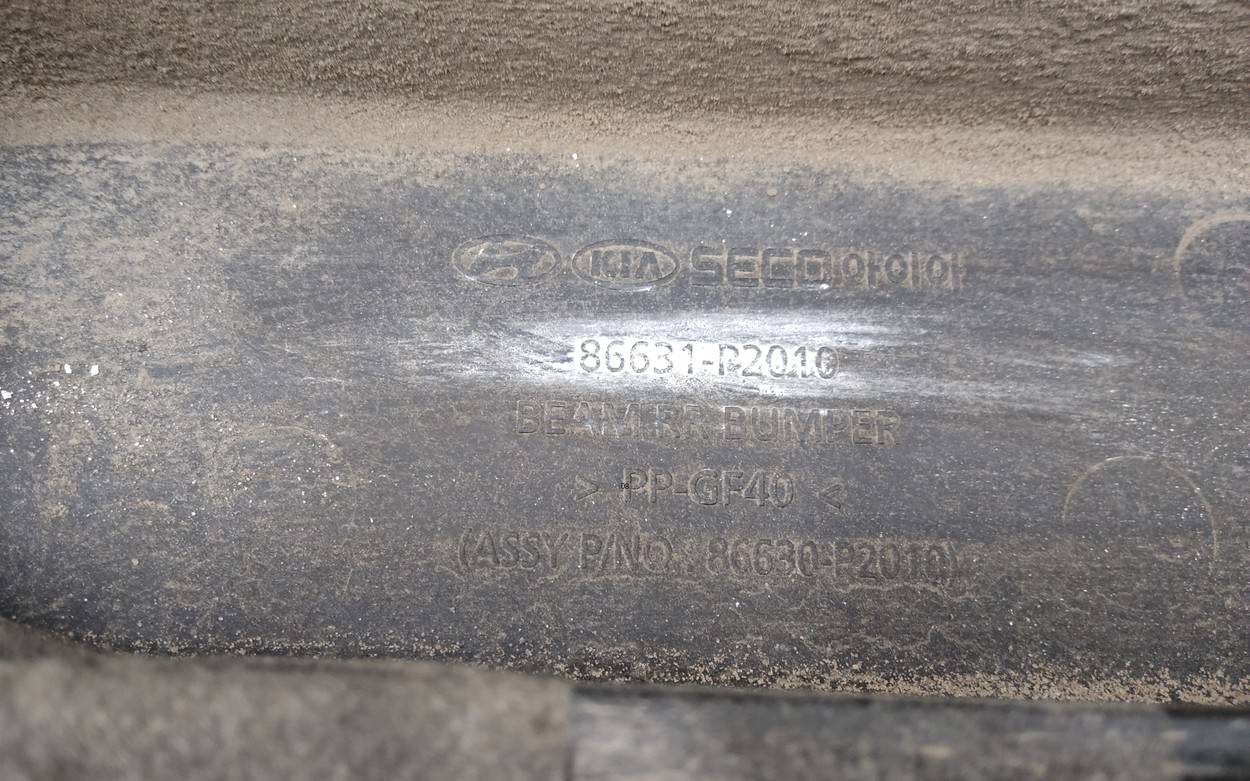 KIA SECO
86631-P2010
BEAM-RR BUMPER
> PP-GF40 <
(ASSY P/NO : 86630-P2010)